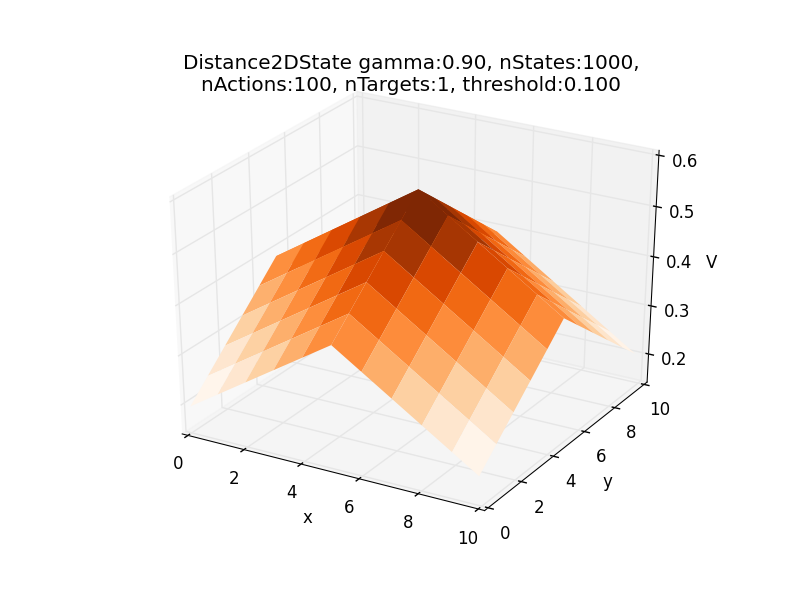 Distance2DState gamma:0.90, nStates:1000,
nActions:100, nTargets:1, threshold:0.100
0.6
0.5
0.4 V
0.3
0.2
0 2 4 6 8 10
x
0 2 4 6 8 10
y